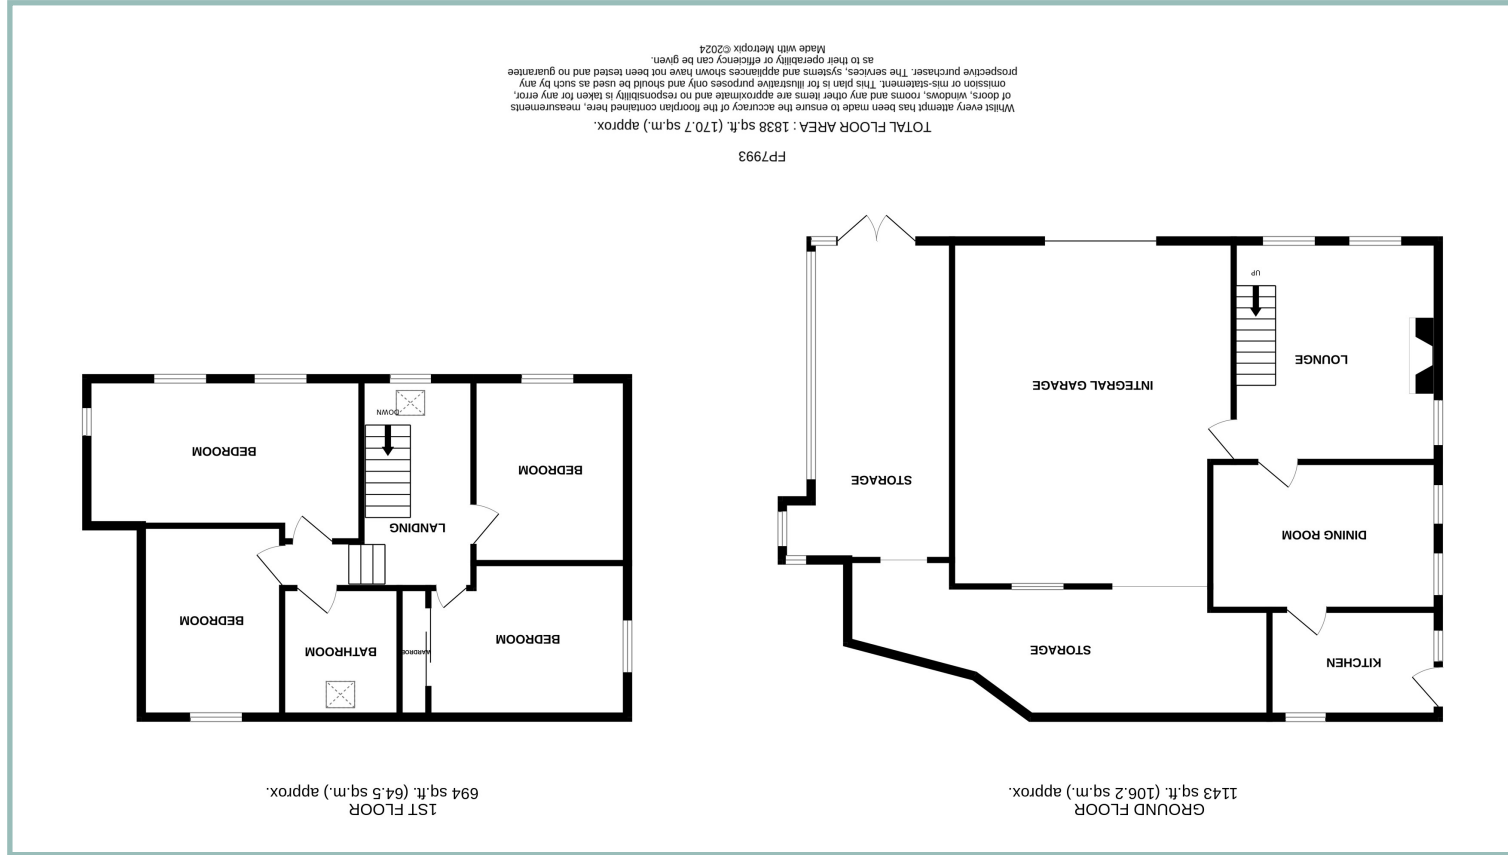 GROUND FLOOR
1143 sq.ft. (106.2 sq.m.) approx.
1ST FLOOR
694 sq.ft. (64.5 sq.m.) approx.
KITCHEN
STORAGE
DINING ROOM
STORAGE
INTEGRAL GARAGE
LOUNGE
UP
BEDROOM
WARDROBE
BATHROOM
BEDROOM
LANDING
BEDROOM
BEDROOM
DOWN
FP7993
TOTAL FLOOR AREA : 1838 sq.ft. (170.7 sq.m.) approx.
Whilst every attempt has been made to ensure the accuracy of the floorplan contained here, measurements
of doors, windows, rooms and any other items are approximate and no responsibility is taken for any error,
omission or mis-statement. This plan is for illustrative purposes only and should be used as such by any
prospective purchaser. The services, systems and appliances shown have not been tested and no guarantee
as to their operability or efficiency can be given.
Made with Metropix ©2024